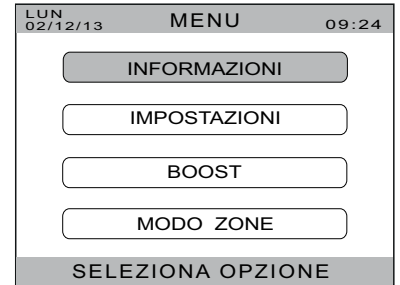 LUN
02/12/13 MENU 09:24
INFORMAZIONI
IMPOSTAZIONI
BOOST
MODO ZONE
SELEZIONA OPZIONE